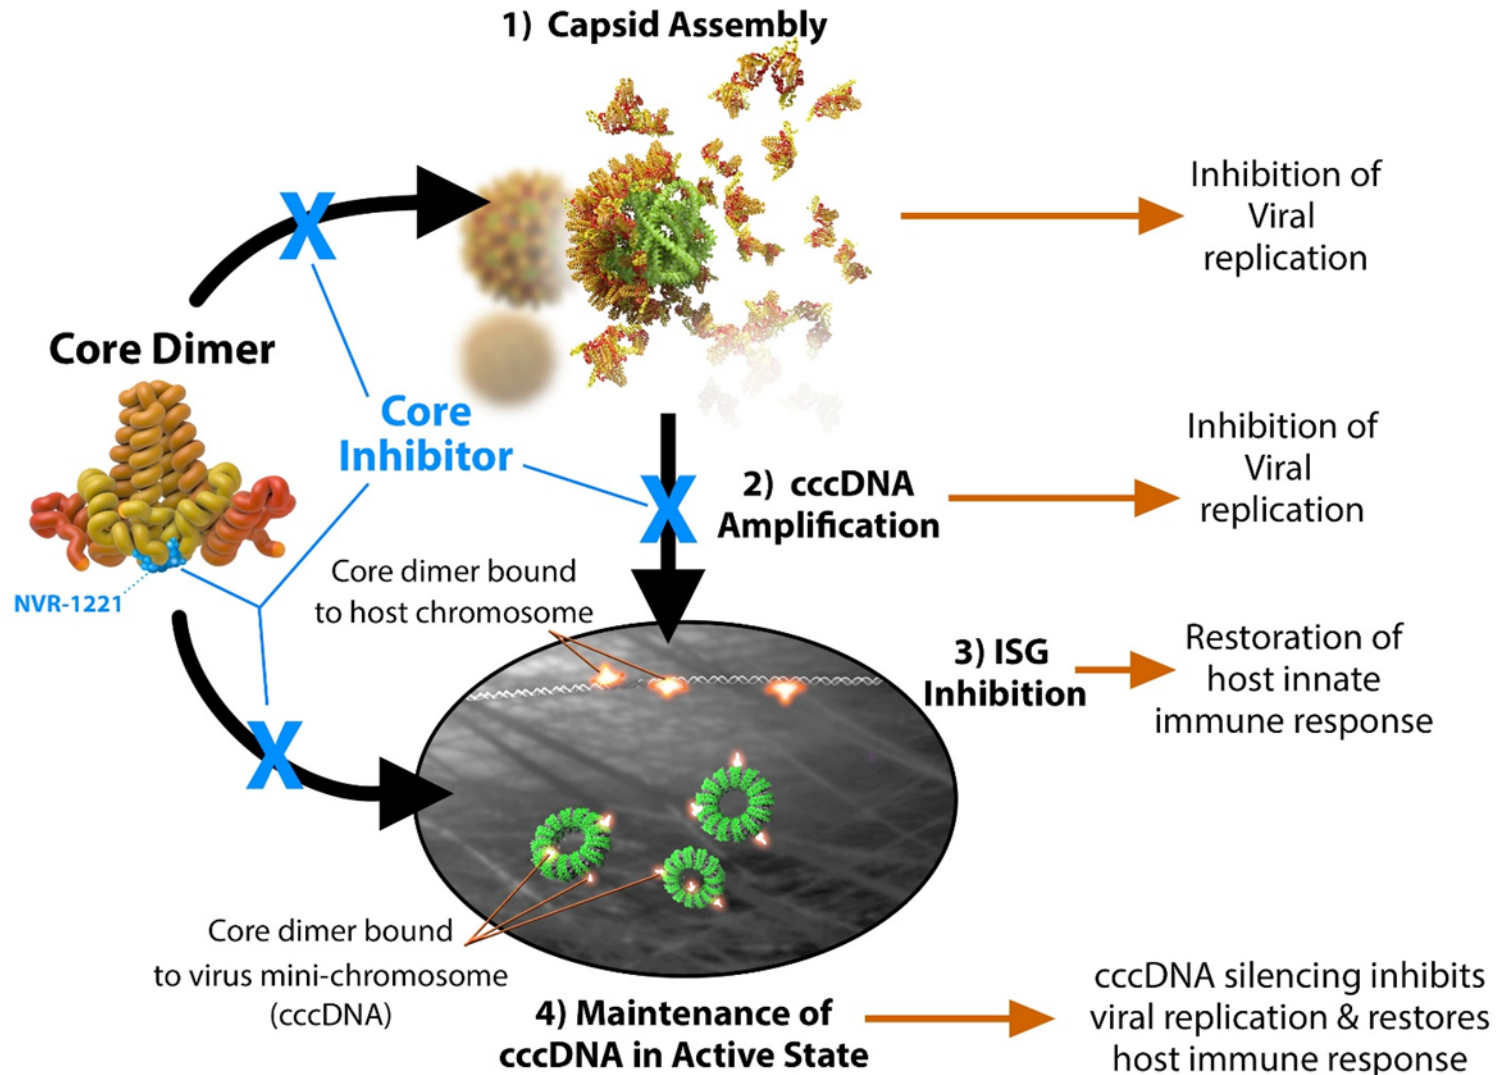 1) Capsid Assembly
Inhibition of
Viral
replication
Core Dimer
Core
Inhibitor
NVR-1221
2) cccDNA
Amplification
Inhibition of
Viral
replication
Core dimer bound
to host chromosome
3) ISG
Inhibition
Restoration of
host innate
immune response
Core dimer bound
to virus mini-chromosome
(cccDNA)
4) Maintenance of
cccDNA in Active State
cccDNA silencing inhibits
viral replication & restores
host immune response